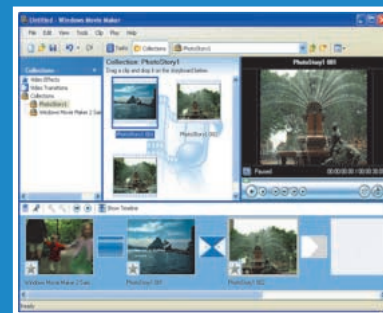 Untitled - Windows Movie Maker
File Edit View Tools Clip Play Help
Tasks Collections PhotoStory1
Collections
Video Effects
Video Transitions
Collections
PhotoStory1
Windows Movie Maker 2 Sam
Collection: PhotoStory1
Drag a clip and drop it on the storyboard below.
PhotoStory1 001
PhotoStory1 002
PhotoStory1 001
Paused
Show Timeline
Windows Movie Maker 2 Sam
PhotoStory1 001
PhotoStory1 002
Ready